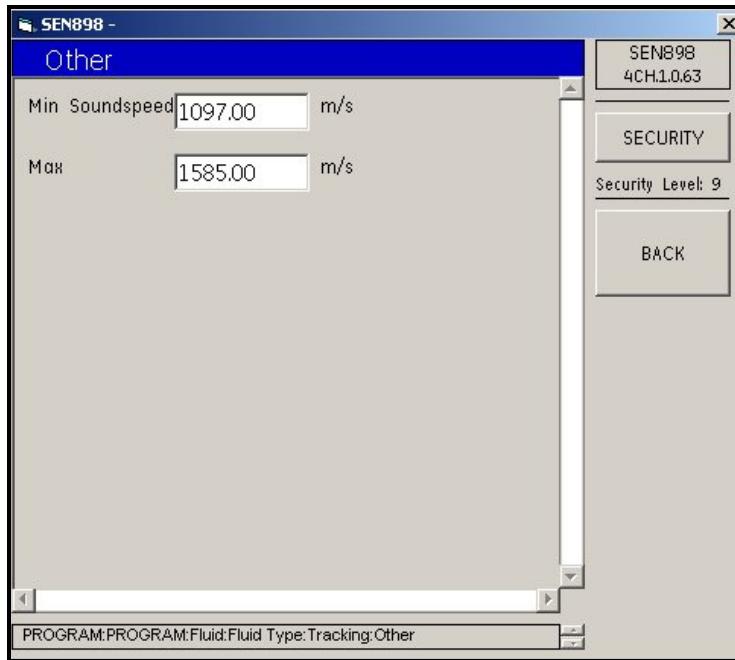 SEN898 -
Other
Min Soundspeed 1097.00 m/s
Max 1585.00 m/s
SEN898
4CH.1.0.63
SECURITY
Security Level: 9
BACK
PROGRAM:PROGRAM:Fluid:Fluid Type:Tracking:Other